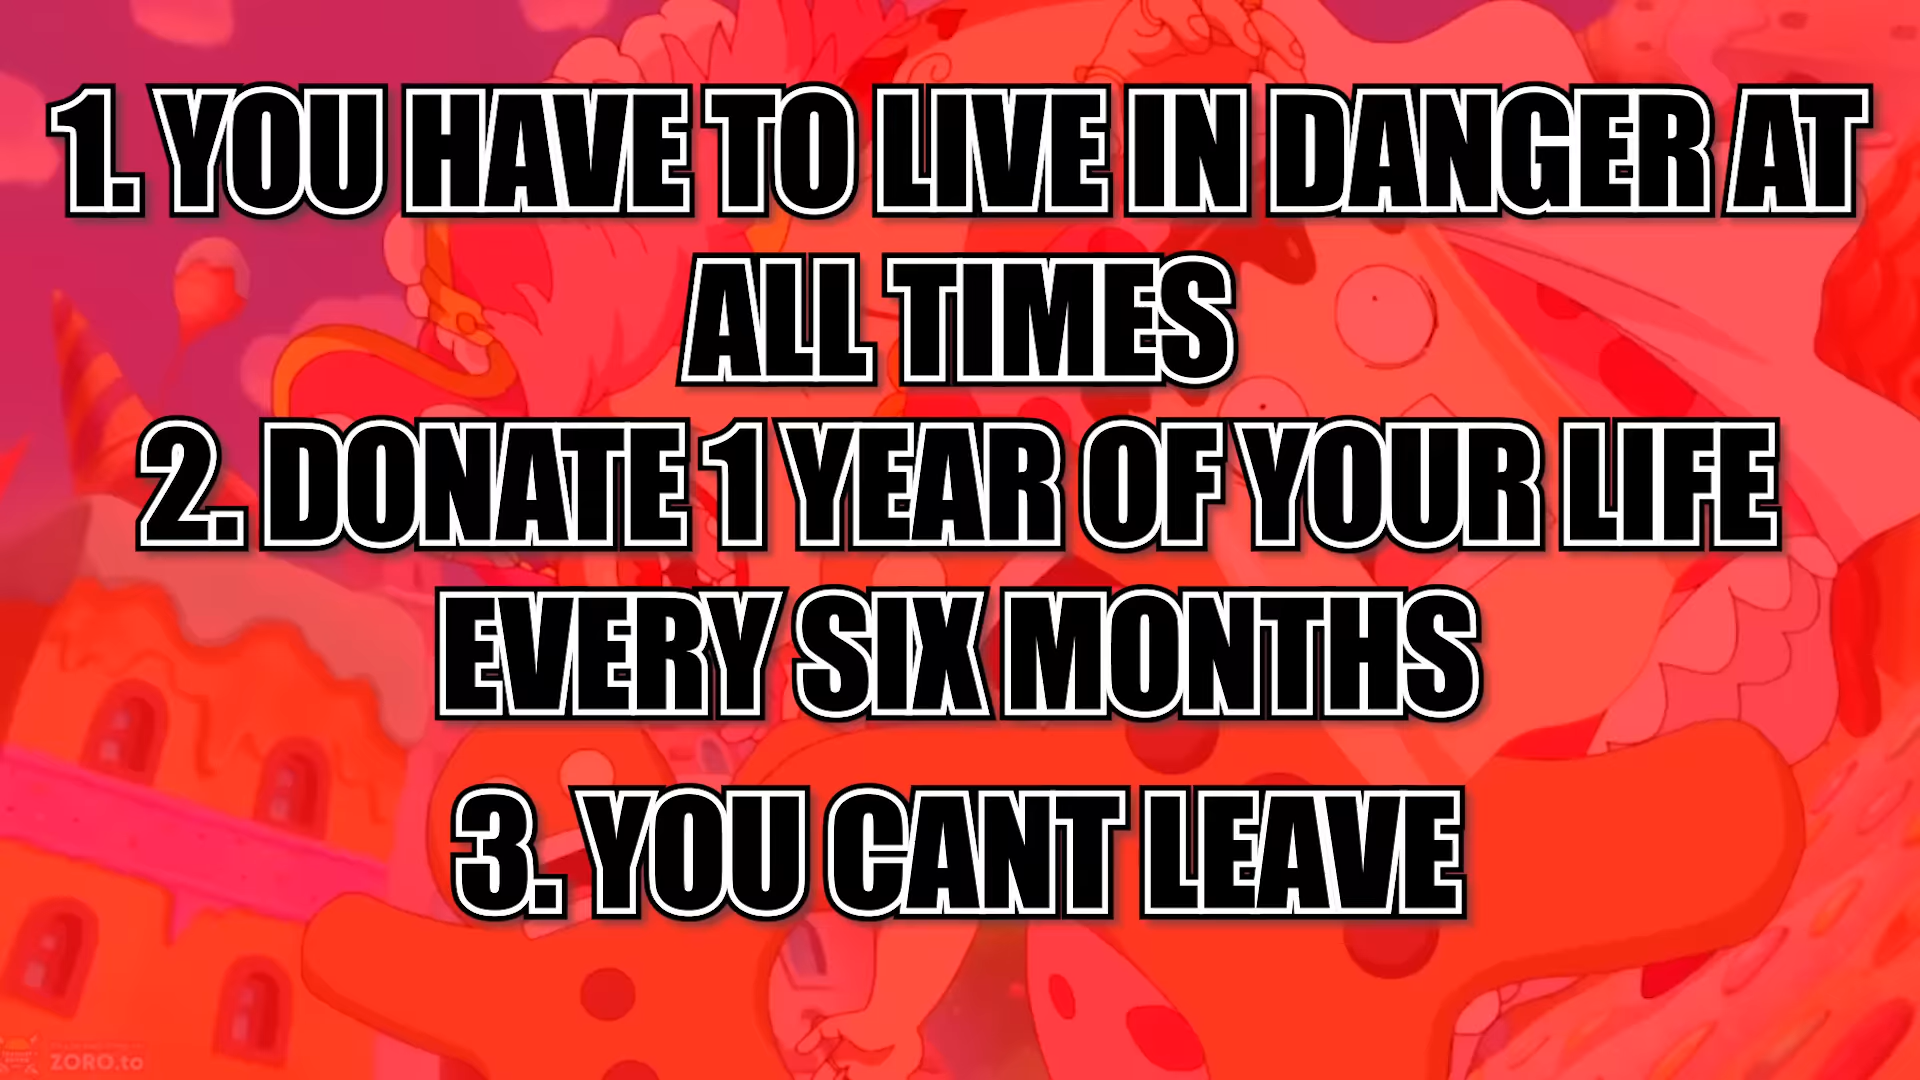 1. YOU HAVE TO LIVE IN DANGER AT
ALL TIMES
2. DONATE 1 YEAR OF YOUR LIFE
EVERY SIX MONTHS
3. YOU CANT LEAVE
ZORO.to